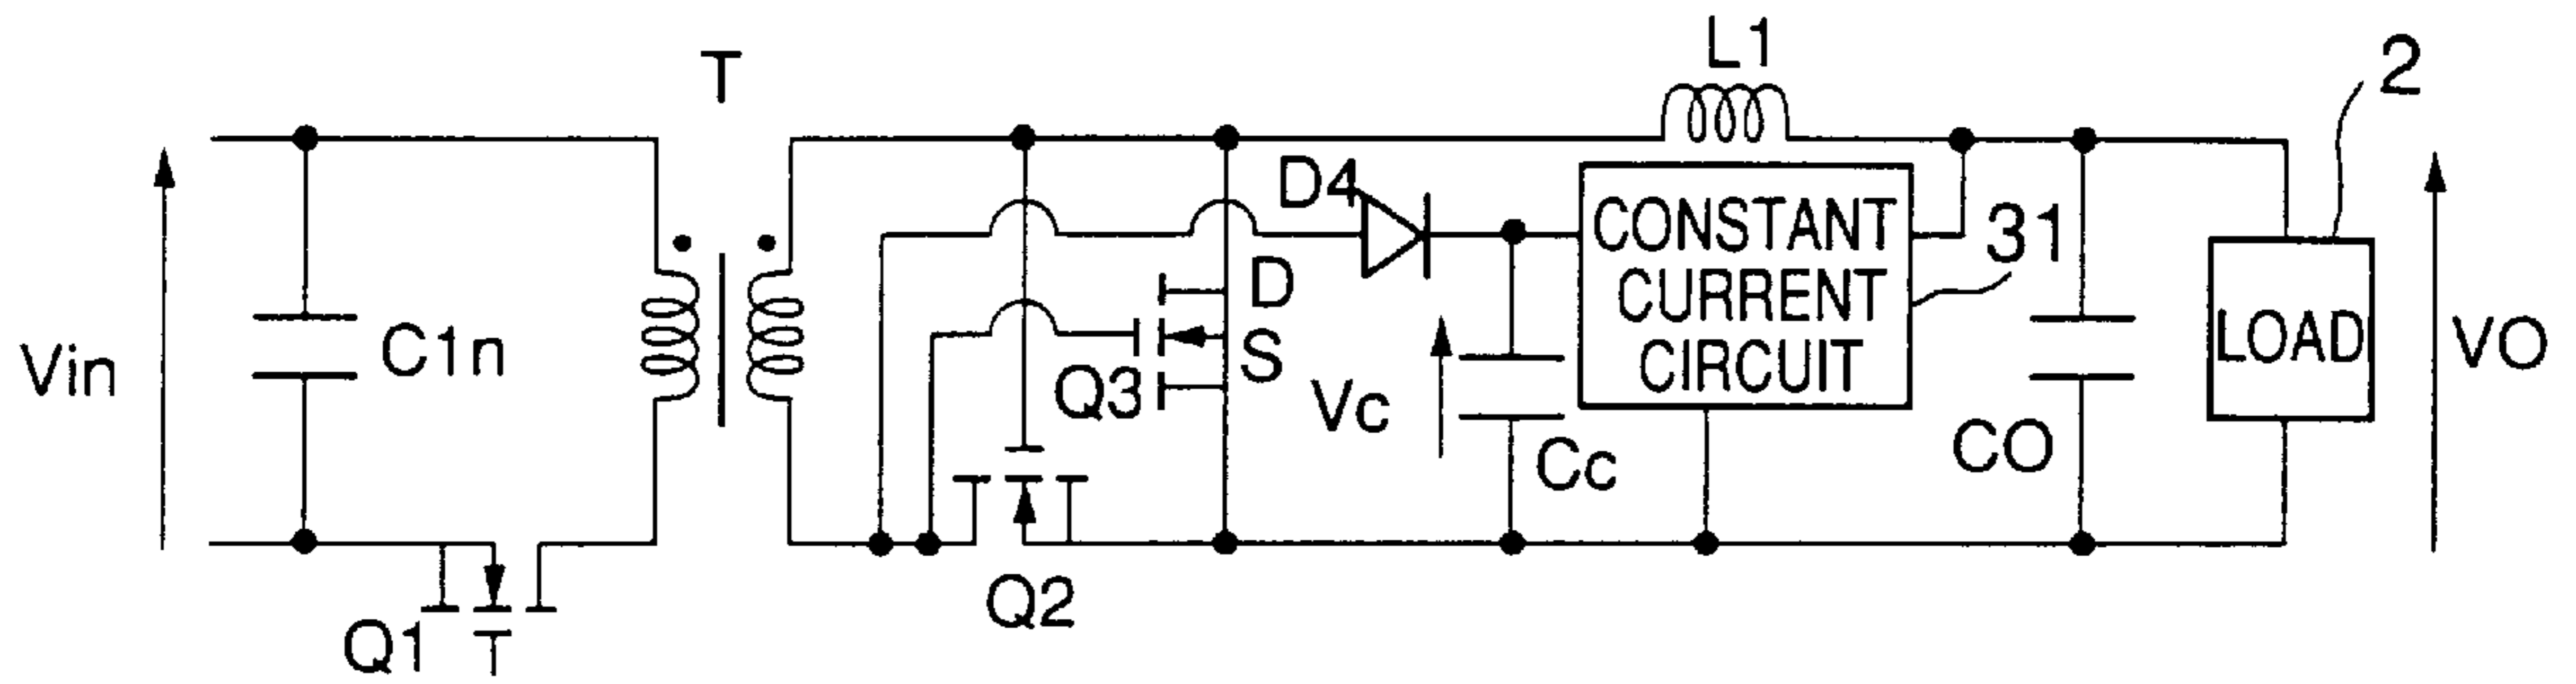 T
L1
2
D4
CONSTANT
CURRENT
CIRCUIT
31
D
S
Q3
Vin
C1n
Vc
Cc
CO
LOAD
VO
Q1
Q2